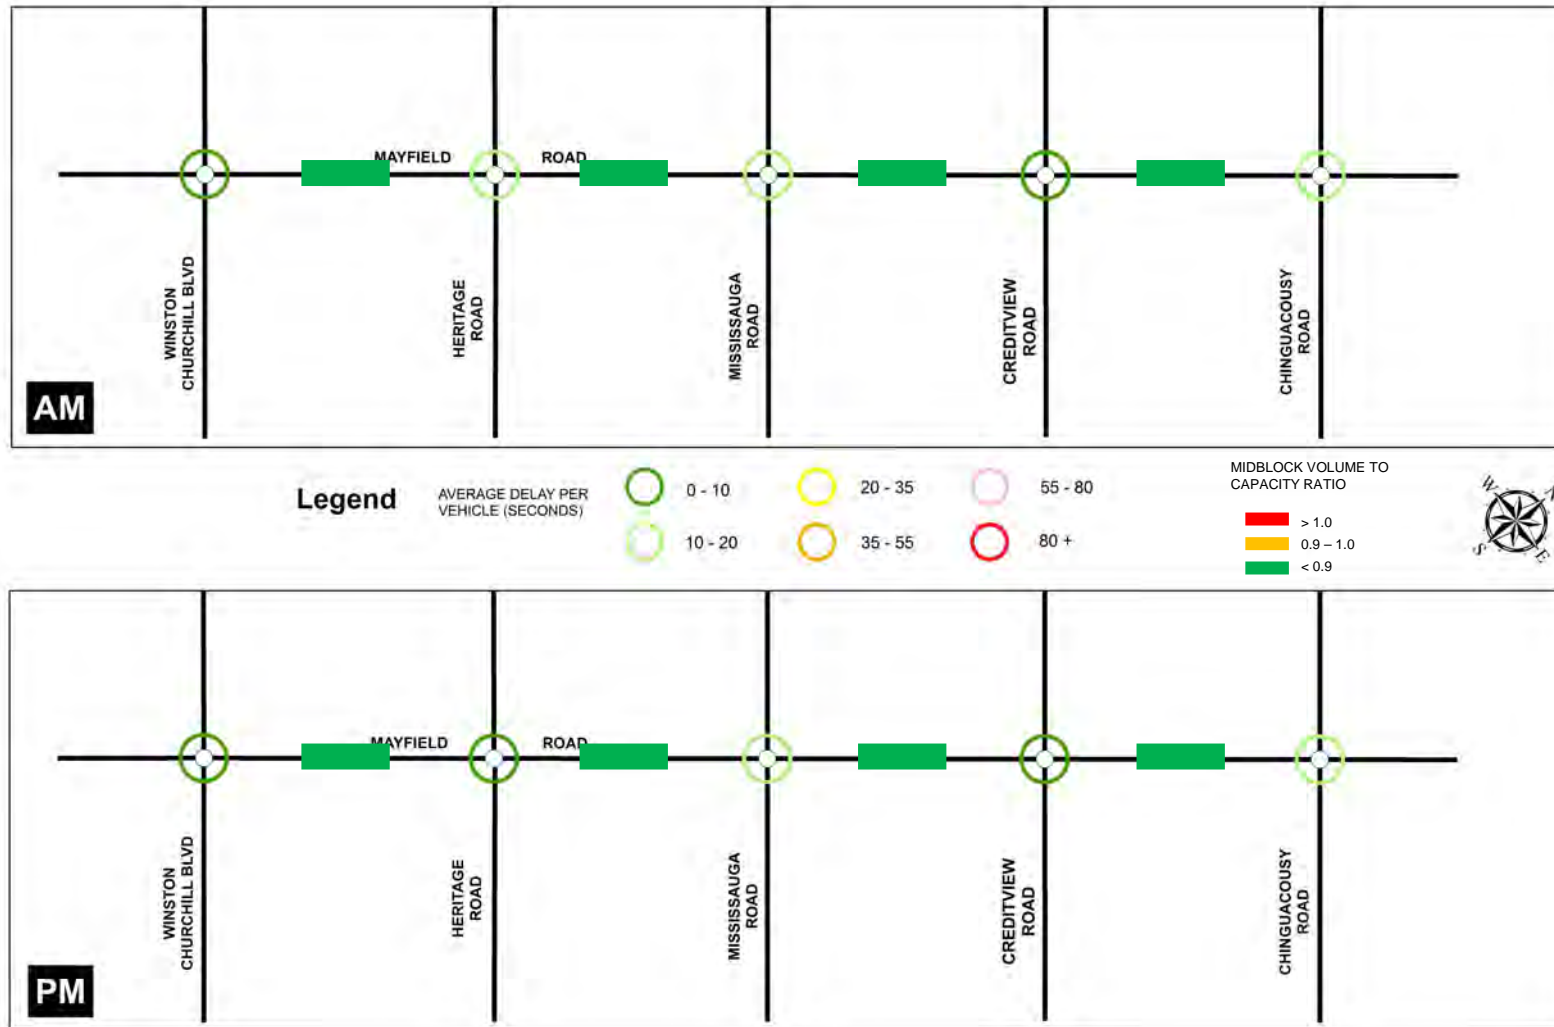 MAYFIELD ROAD
WINSTON
CHURCHILL BLVD
HERITAGE
ROAD
MISSISSAUGA
ROAD
CREDITVIEW
ROAD
CHINGUACOUSY
ROAD
AM
Legend
AVERAGE DELAY PER
VEHICLE (SECONDS)
0 - 10
20 - 35
55 - 80
10 - 20
35 - 55
80 +
MIDBLOCK VOLUME TO
CAPACITY RATIO
> 1.0
0.9 – 1.0
< 0.9
W
N
S
E
MAYFIELD ROAD
WINSTON
CHURCHILL BLVD
HERITAGE
ROAD
MISSISSAUGA
ROAD
CREDITVIEW
ROAD
CHINGUACOUSY
ROAD
PM